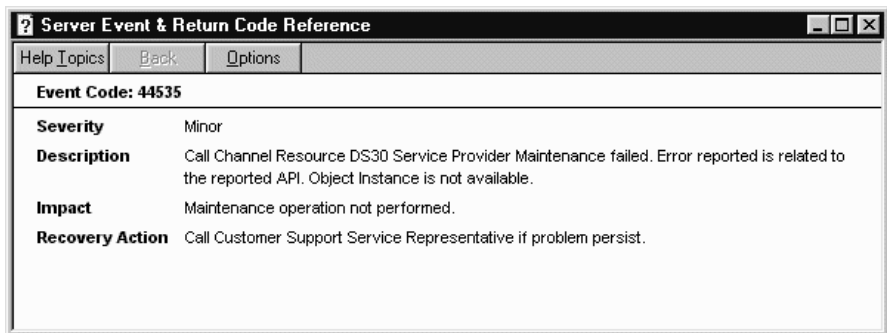 ? Server Event & Return Code Reference
Help Topics Back Options
Event Code: 44535
Severity Minor
Description Call Channel Resource DS30 Service Provider Maintenance failed. Error reported is related to
the reported API. Object Instance is not available.
Impact Maintenance operation not performed.
Recovery Action Call Customer Support Service Representative if problem persist.